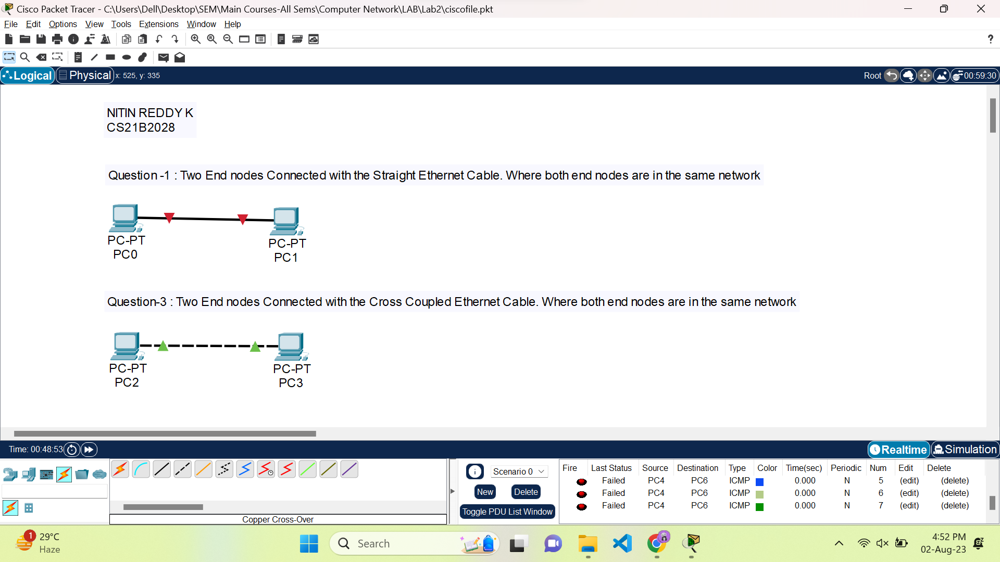 Cisco Packet Tracer - C:\Users\Dell\Desktop\SEM\Main Courses-All Sems\Computer Network\LAB\Lab2\ciscofile.pkt
File Edit Options View Tools Extensions Window Help
?
Logical Physical x: 525, y: 335 Root 00:59:30
NITIN REDDY K
CS21B2028
Question -1 : Two End nodes Connected with the Straight Ethernet Cable. Where both end nodes are in the same network
PC-PT
PC0
PC-PT
PC1
Question-3 : Two End nodes Connected with the Cross Coupled Ethernet Cable. Where both end nodes are in the same network
PC-PT
PC2
PC-PT
PC3
Time: 00:48:53 Realtime Simulation
Scenario 0
New Delete
Toggle PDU List Window
Copper Cross-Over
Fire Last Status Source Destination Type Color Time(sec) Periodic Num Edit Delete
Failed PC4 PC6 ICMP 0.000 N 5 (edit) (delete)
Failed PC4 PC6 ICMP 0.000 N 6 (edit) (delete)
Failed PC4 PC6 ICMP 0.000 N 7 (edit) (delete)
1
29°C
Haze
Search
4:52 PM
02-Aug-23